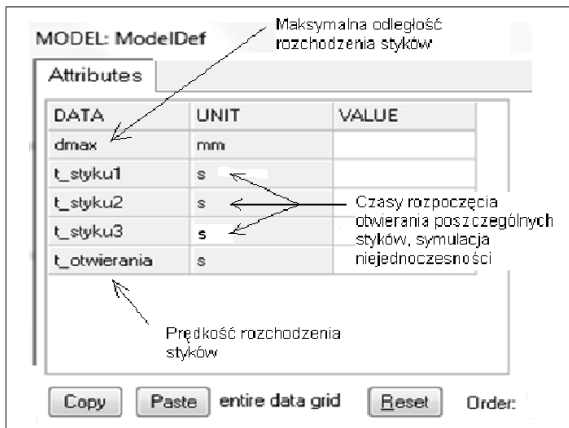 MODEL: ModelDef
Maksymalna odległość
rozchodzenia styków
Attributes
DATA UNIT VALUE
dmax mm
t_styku1 s
t_styku2 s
t_styku3 s
t_otwierania s
Czasy rozpoczęcia
otwierania poszczególnych
styków, symulacja
niejednoczesności
Prędkość rozchodzenia
styków
Copy Paste entire data grid Reset Order: